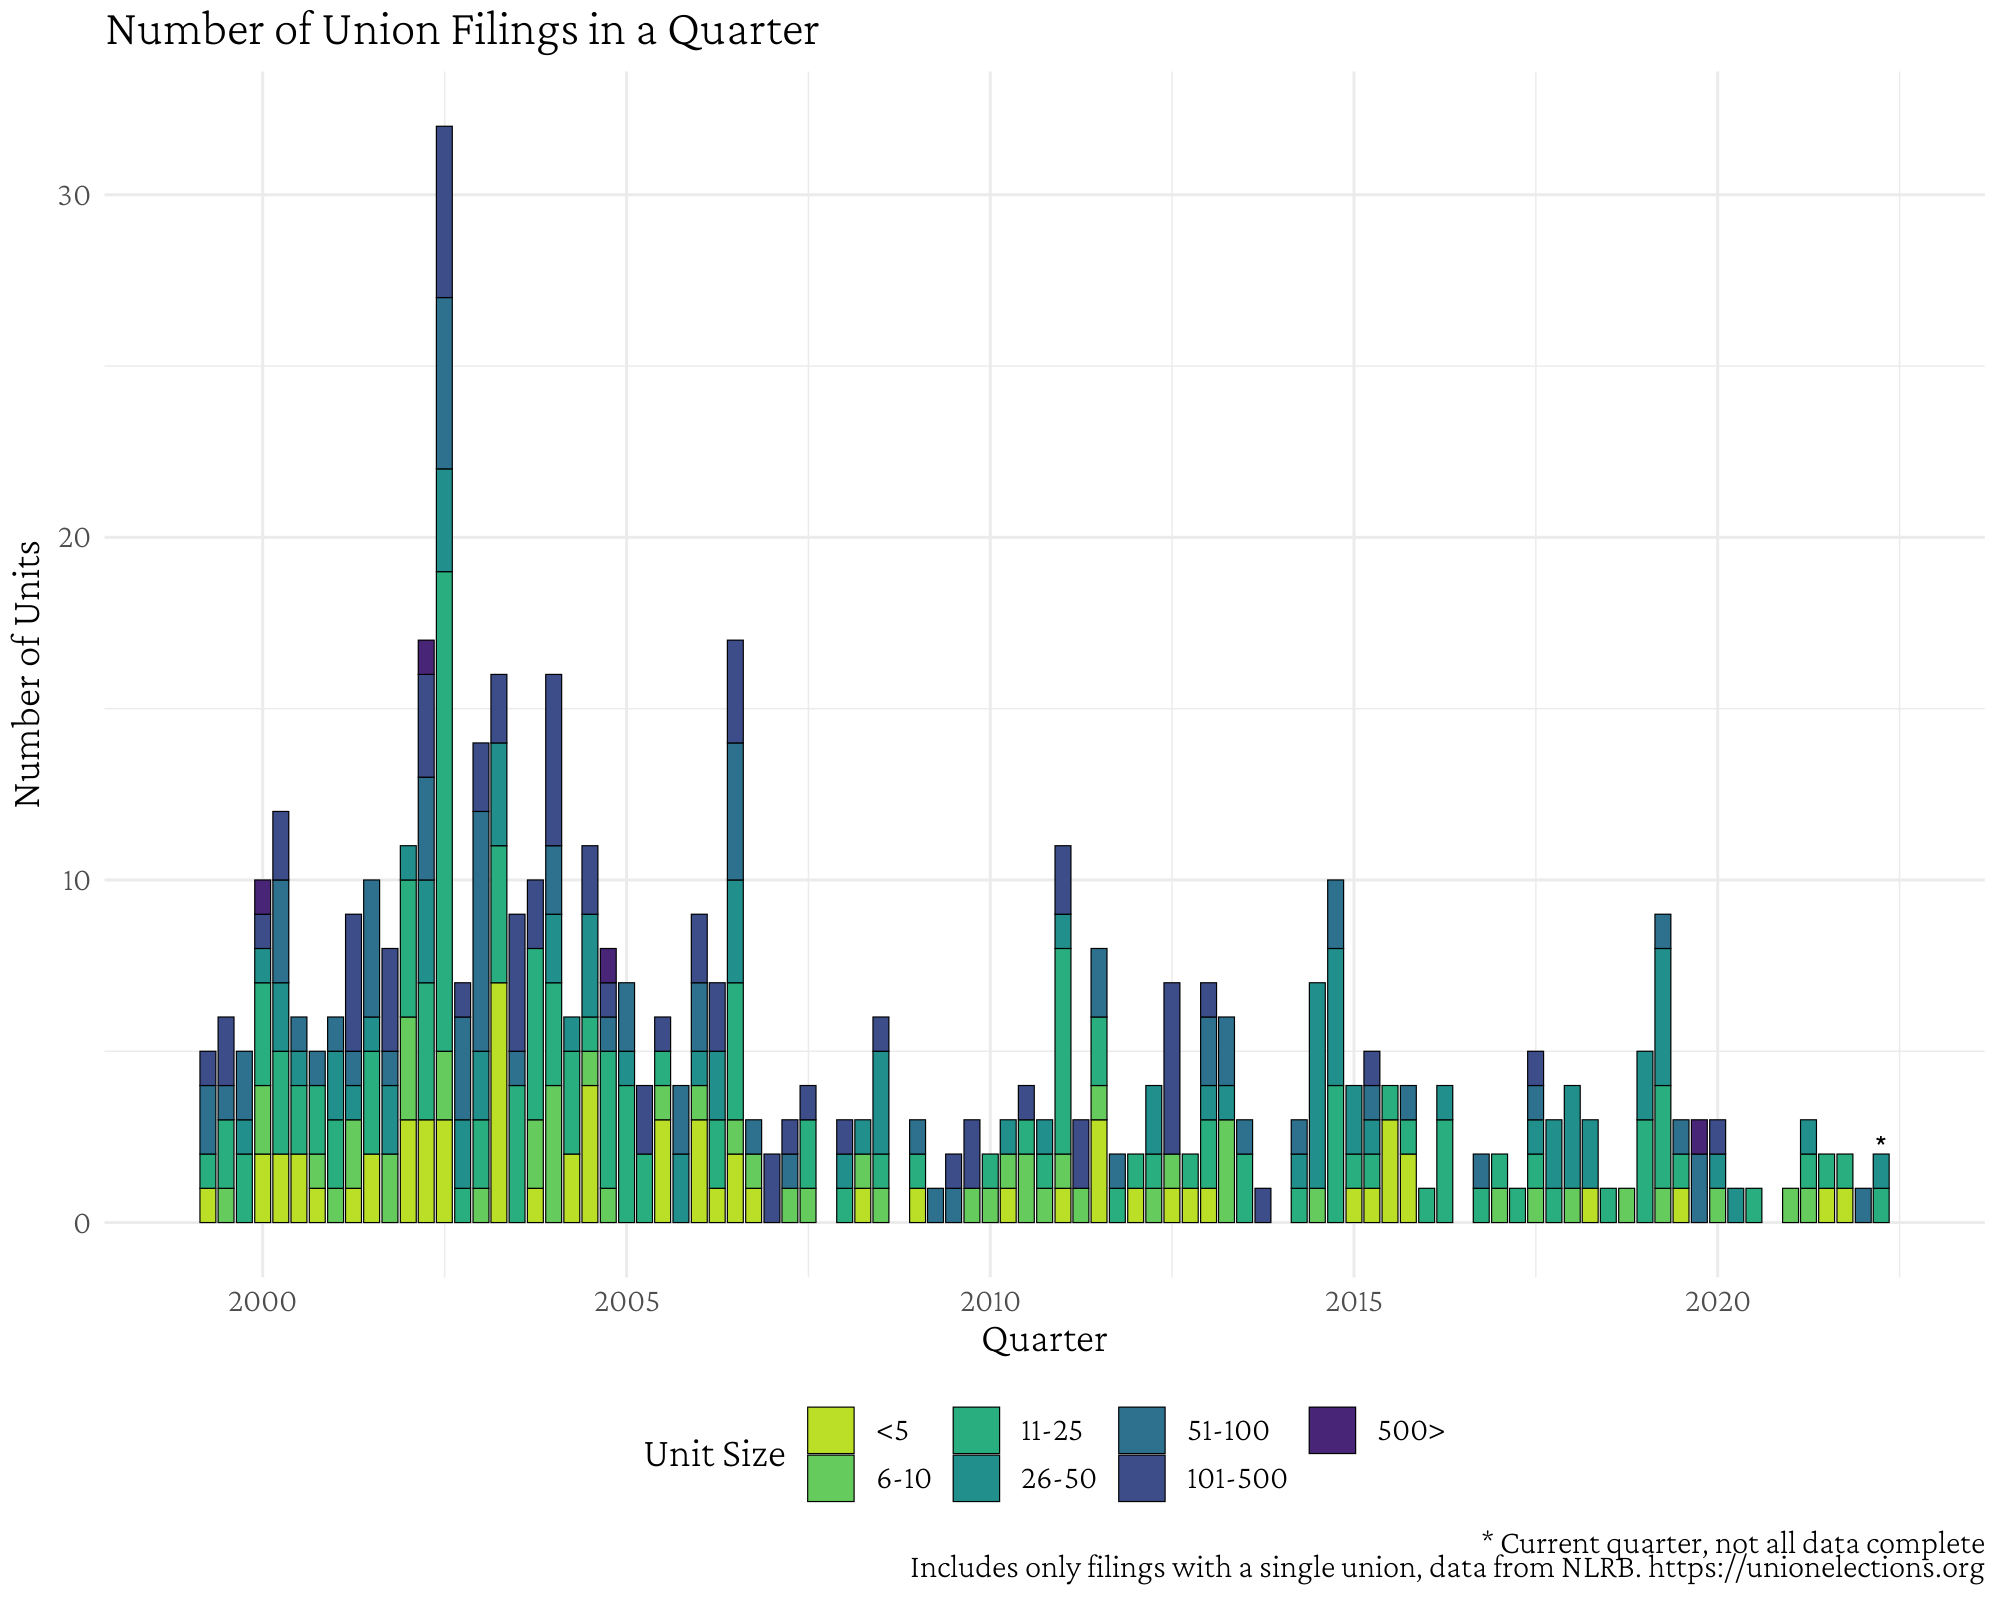 Number of Union Filings in a Quarter
Number of Units
30
20
10
0
*
2000 2005 2010 2015 2020
Quarter
Unit Size
<5 11-25 51-100 500>
6-10 26-50 101-500
* Current quarter, not all data complete
Includes only filings with a single union, data from NLRB. https://unionelections.org